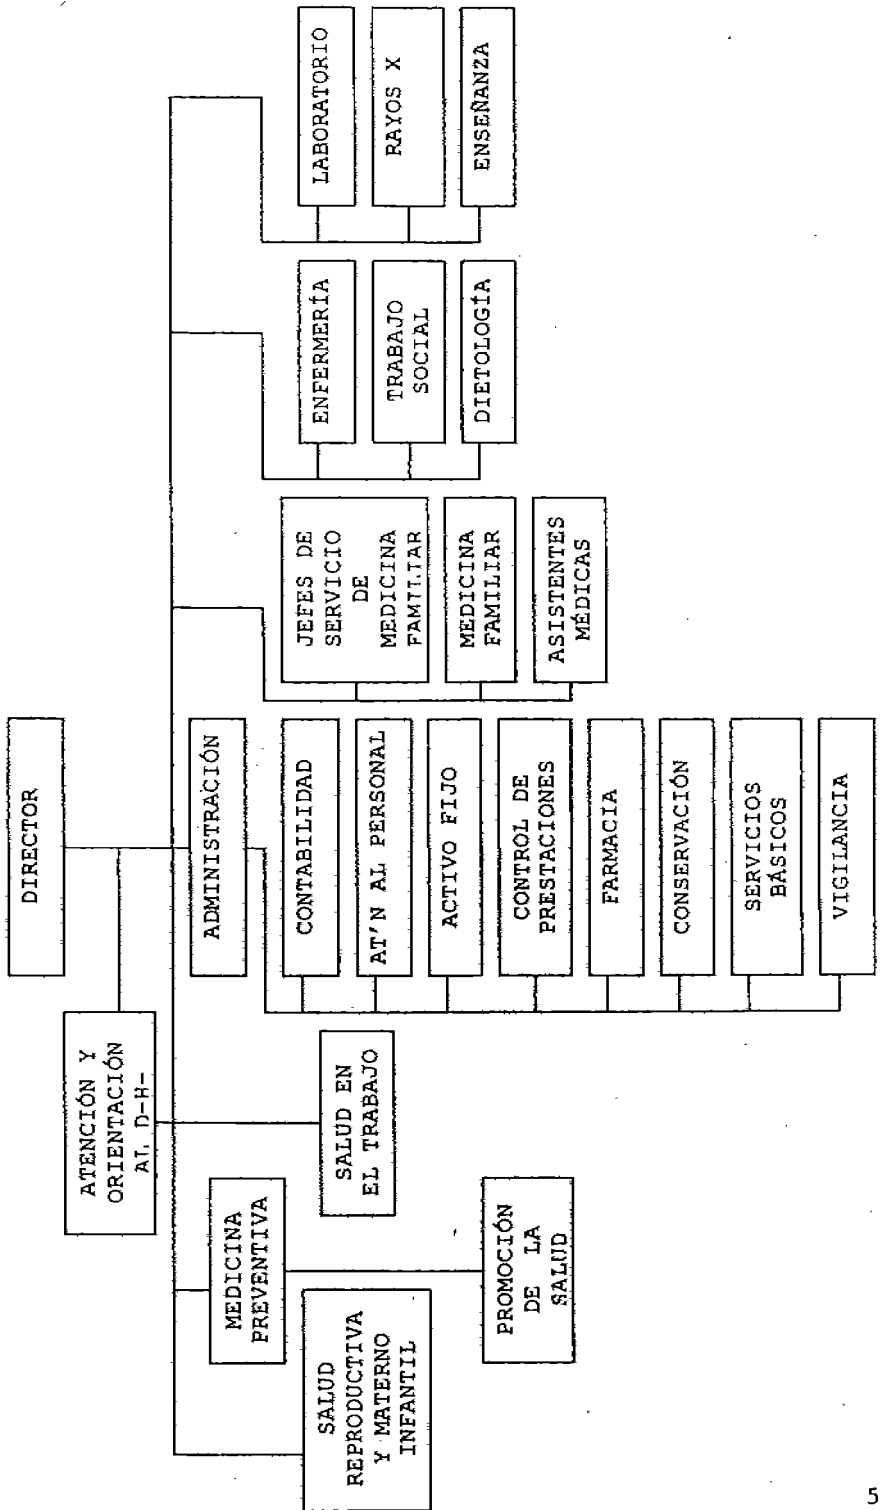 DIRECTOR
ATENCIÓN Y
ORIENTACIÓN
AL D-H-
SALUD
REPRODUCTIVA
Y MATERNO
INFANTIL
MEDICINA
PREVENTIVA
PROMOCIÓN
DE LA
SALUD
SALUD EN
EL TRABAJO
ADMINISTRACIÓN
CONTABILIDAD
AT'N AL PERSONAL
ACTIVO FIJO
CONTROL DE
PRESTACIONES
FARMACIA
CONSERVACIÓN
SERVICIOS
BÁSICOS
VIGILANCIA
JEFES DE
SERVICIO
DE
MEDICINA
FAMILIAR
MEDICINA
FAMILIAR
ASISTENTES
MÉDICAS
ENFERMERÍA
TRABAJO
SOCIAL
DIETOLOGÍA
LABORATORIO
RAYOS X
ENSEÑANZA
5